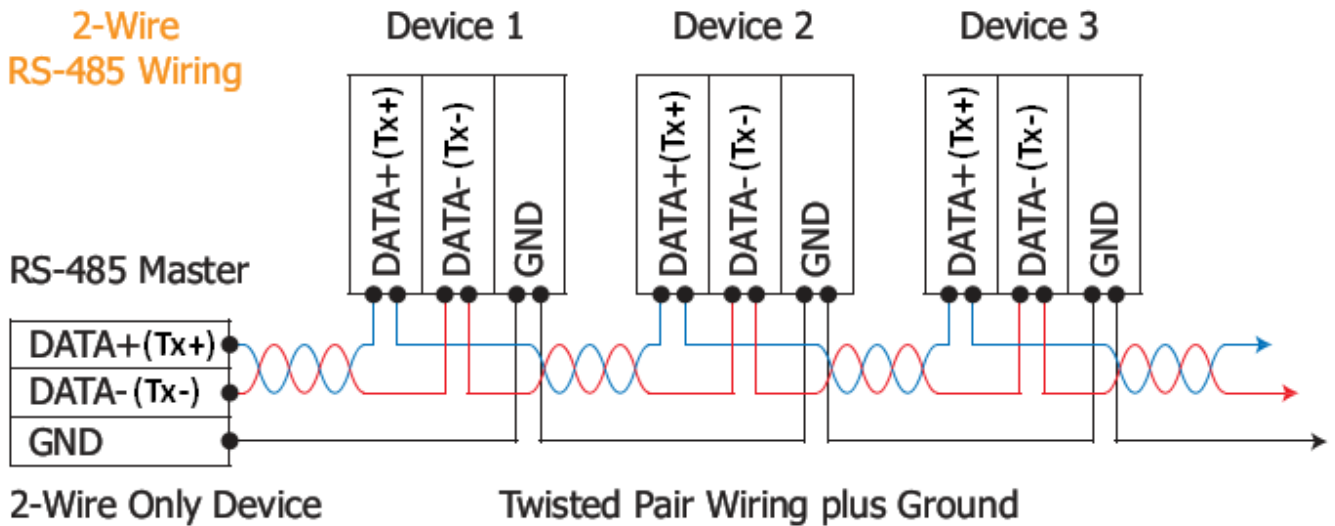 2-Wire
RS-485 Wiring
Device 1
Device 2
Device 3
DATA+(Tx+)
DATA-(Tx-)
GND
DATA+(Tx+)
DATA-(Tx-)
GND
DATA+(Tx+)
DATA-(Tx-)
GND
RS-485 Master
DATA+(Tx+)
DATA-(Tx-)
GND
2-Wire Only Device
Twisted Pair Wiring plus Ground